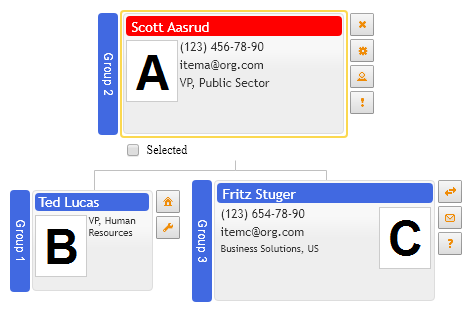 Group 2
Scott Aasrud
A
(123) 456-78-90
itema@org.com
VP, Public Sector
Selected
Group 1
Ted Lucas
B
VP, Human
Resources
Group 3
Fritz Stuger
(123) 654-78-90
itemc@org.com
Business Solutions, US
C